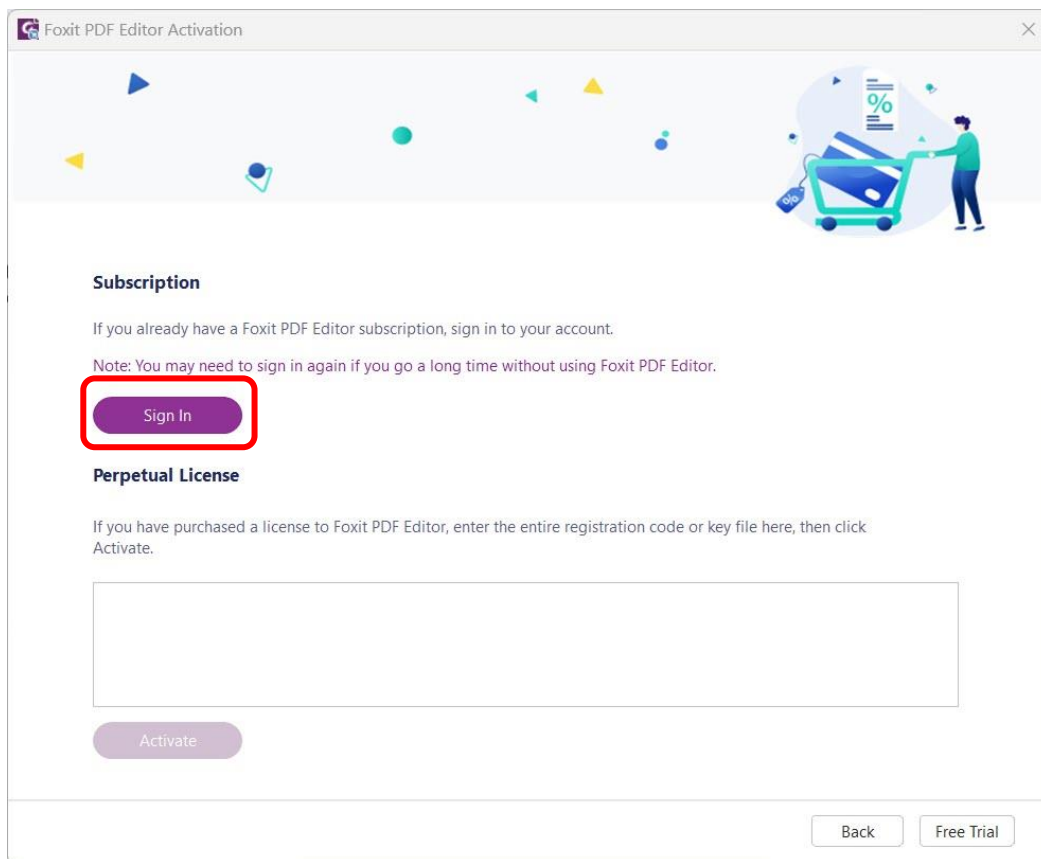 Foxit PDF Editor Activation
%
%
Subscription
If you already have a Foxit PDF Editor subscription, sign in to your account.
Note: You may need to sign in again if you go a long time without using Foxit PDF Editor.
Sign In
Perpetual License
If you have purchased a license to Foxit PDF Editor, enter the entire registration code or key file here, then click
Activate.
Activate
Back
Free Trial